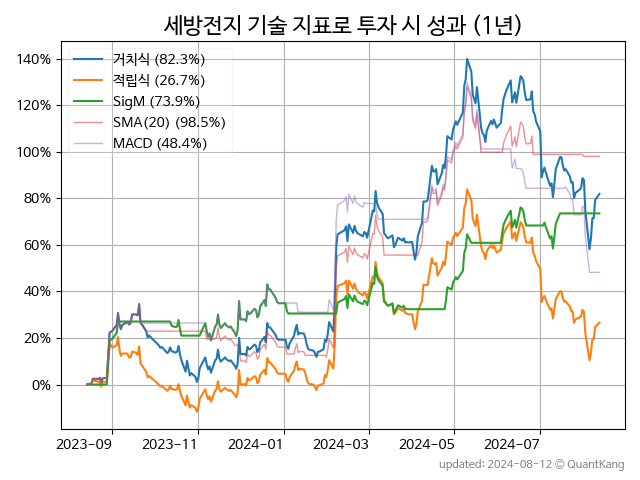 세방전지 기술 지표로 투자 시 성과 (1년)
거치식 (82.3%)
적립식 (26.7%)
SigM (73.9%)
SMA(20) (98.5%)
MACD (48.4%)
140%
120%
100%
80%
60%
40%
20%
0%
2023-09 2023-11 2024-01 2024-03 2024-05 2024-07
updated: 2024-08-12 © QuantKang